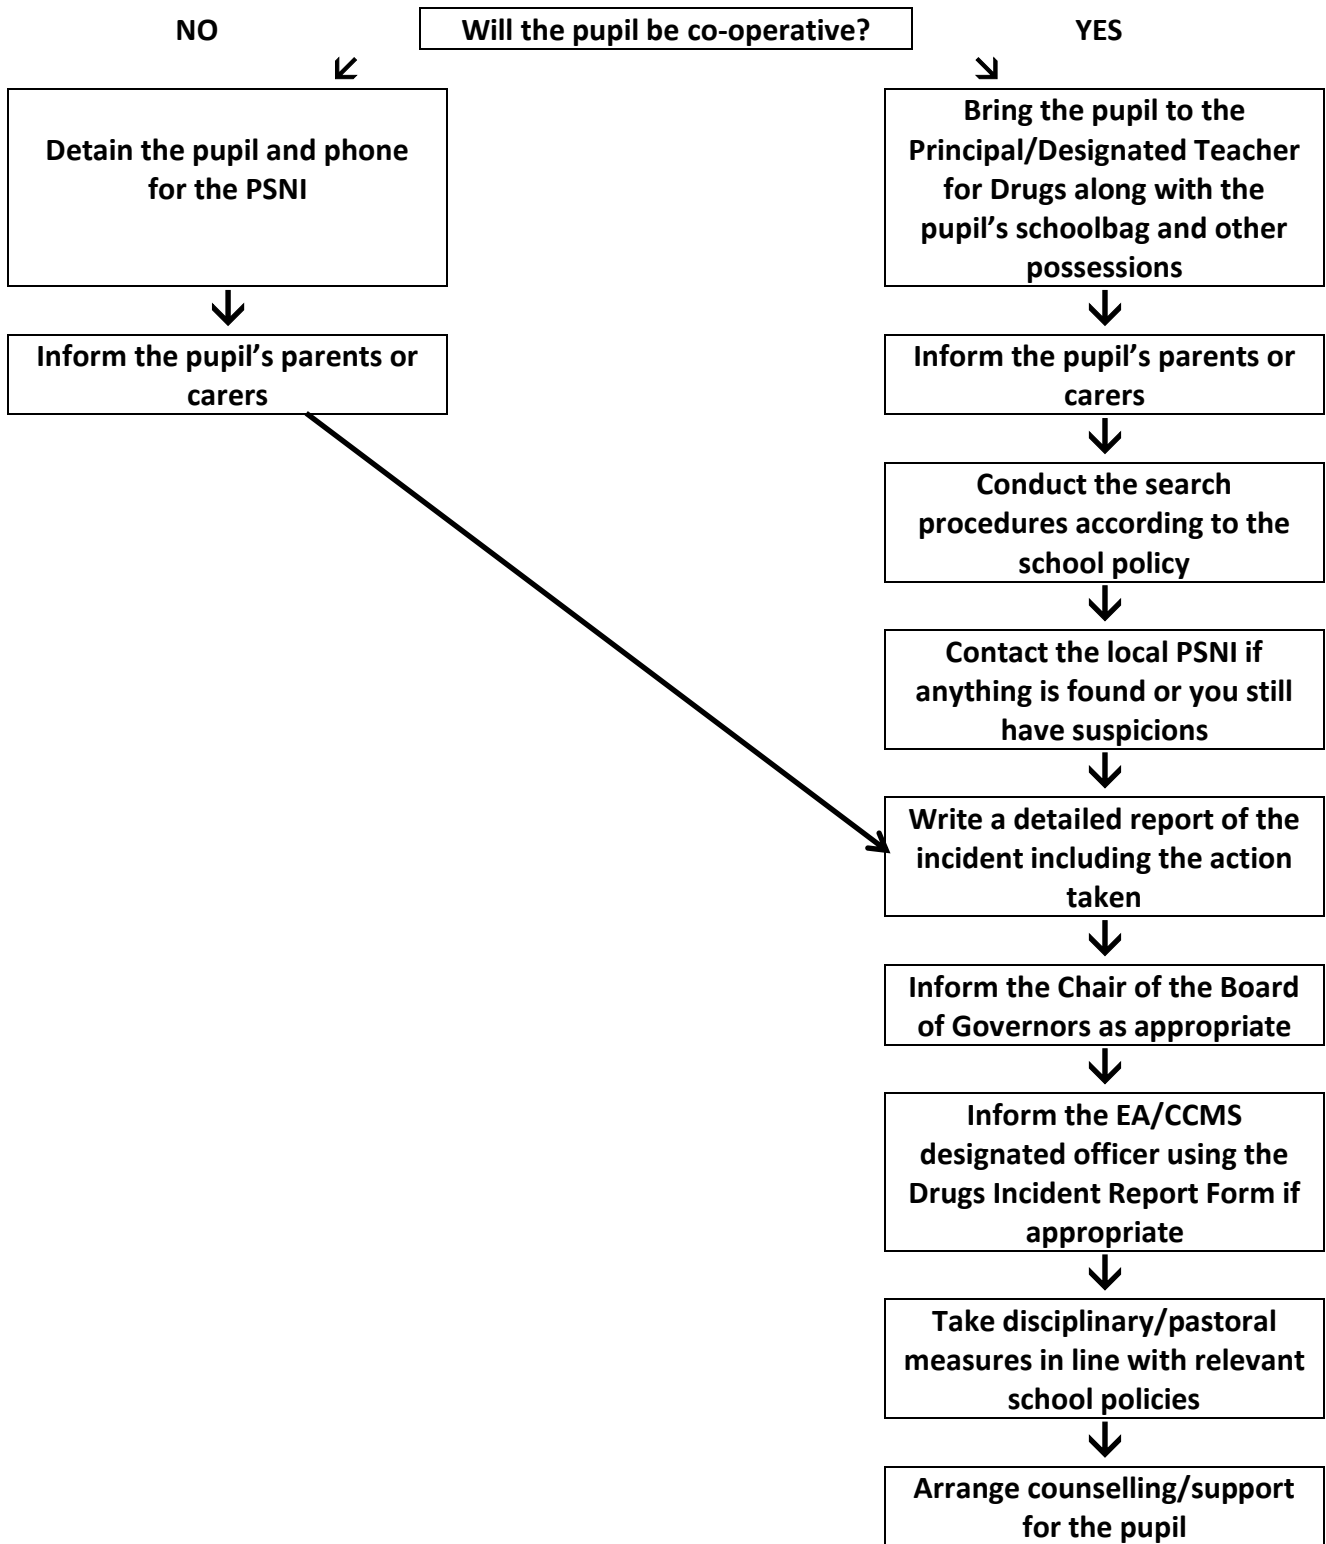 NO
Will the pupil be co-operative?
YES
Detain the pupil and phone
for the PSNI
Inform the pupil’s parents or
carers
Bring the pupil to the
Principal/Designated Teacher
for Drugs along with the
pupil’s schoolbag and other
possessions
Inform the pupil’s parents or
carers
Conduct the search
procedures according to the
school policy
Contact the local PSNI if
anything is found or you still
have suspicions
Write a detailed report of the
incident including the action
taken
Inform the Chair of the Board
of Governors as appropriate
Inform the EA/CCMS
designated officer using the
Drugs Incident Report Form if
appropriate
Take disciplinary/pastoral
measures in line with relevant
school policies
Arrange counselling/support
for the pupil